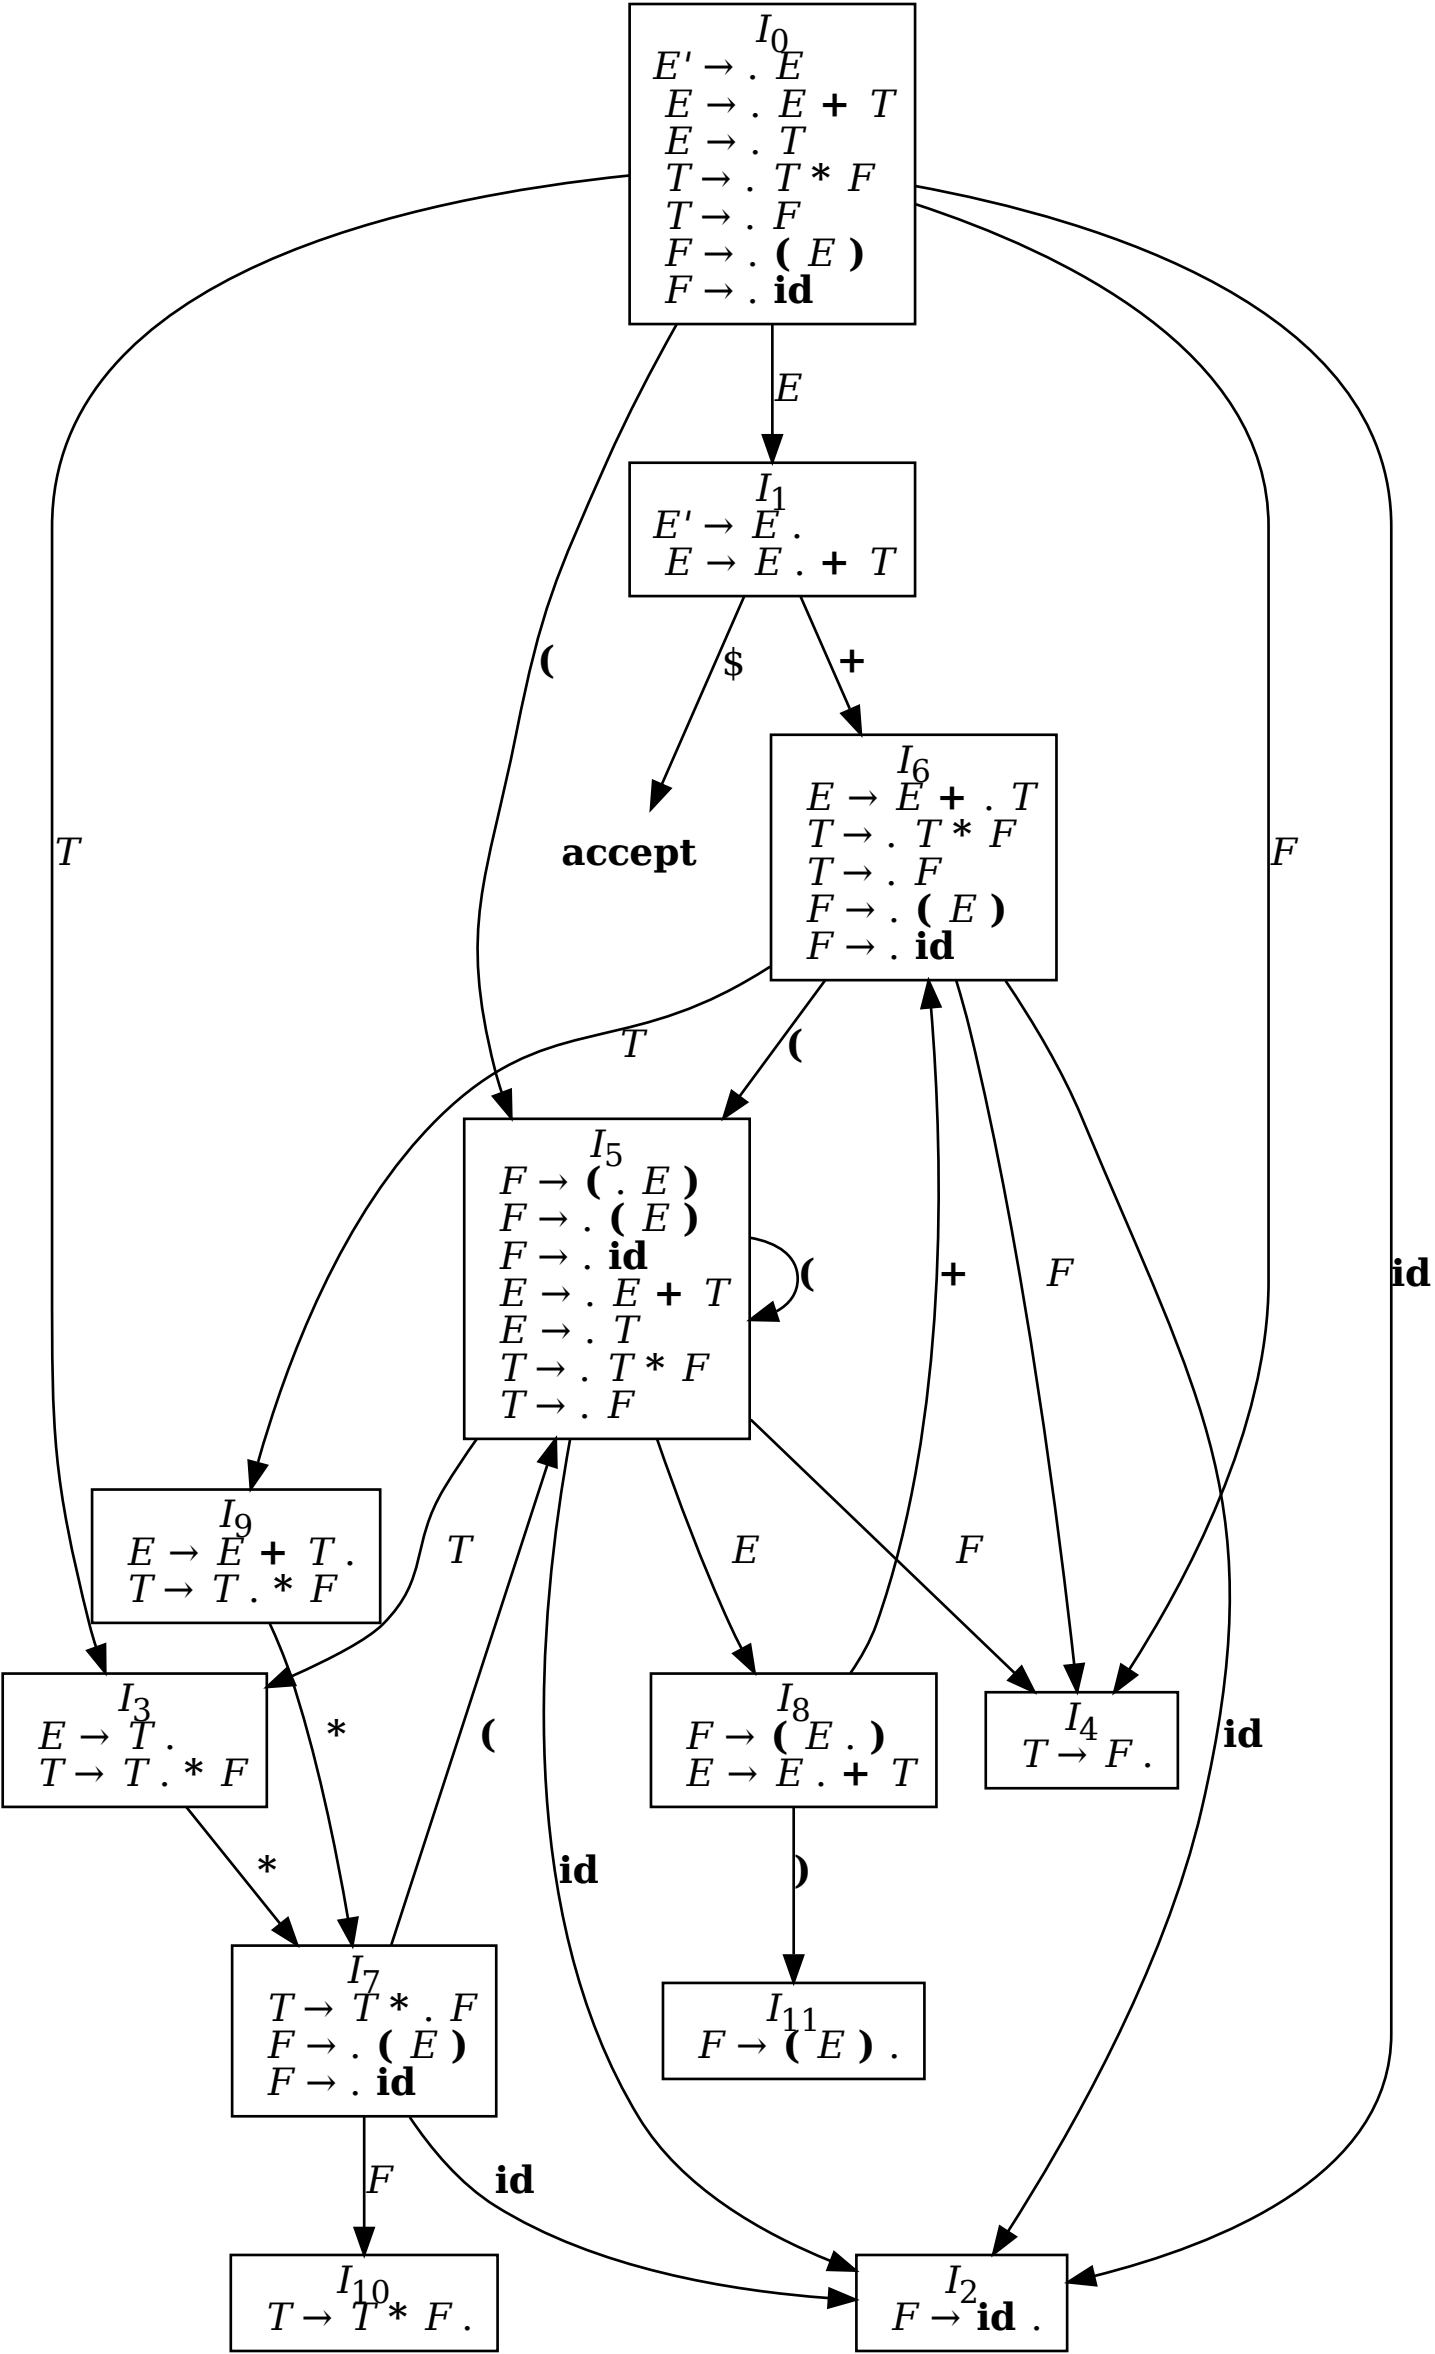 I0
E' → . E
E → . E + T
E → . T
T → . T * F
T → . F
F → . ( E )
F → . id
E
I1
E' → E .
E → E . + T
(
$
+
I6
E → E + . T
T → . T * F
T → . F
F → . ( E )
F → . id
T
accept
F
T
(
I5
F → ( . E )
F → . ( E )
F → . id
E → . E + T
E → . T
T → . T * F
T → . F
(
+
F
id
I9
E → E + T .
T → T . * F
T
E
F
I3
E → T .
T → T . * F
*
(
I8
F → ( E . )
E → E . + T
I4
T → F .
id
*
id
)
I7
T → T * . F
F → . ( E )
F → . id
I11
F → ( E ) .
F
id
I10
T → T * F .
I2
F → id .